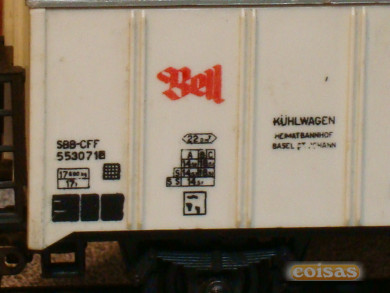 Bell
SBB-CFF
553071B
KÜHLWAGEN
HEIMATBAHNHOF
BASEL ST JOHANN
A B C
coisas